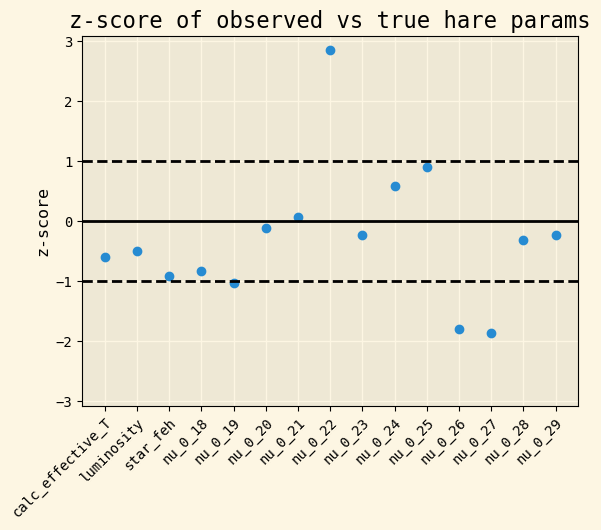 z-score of observed vs true hare params
z-score
3
2
1
0
−1
−2
−3
calc_effective_T
luminosity
star_feh
nu_0_18
nu_0_19
nu_0_20
nu_0_21
nu_0_22
nu_0_23
nu_0_24
nu_0_25
nu_0_26
nu_0_27
nu_0_28
nu_0_29